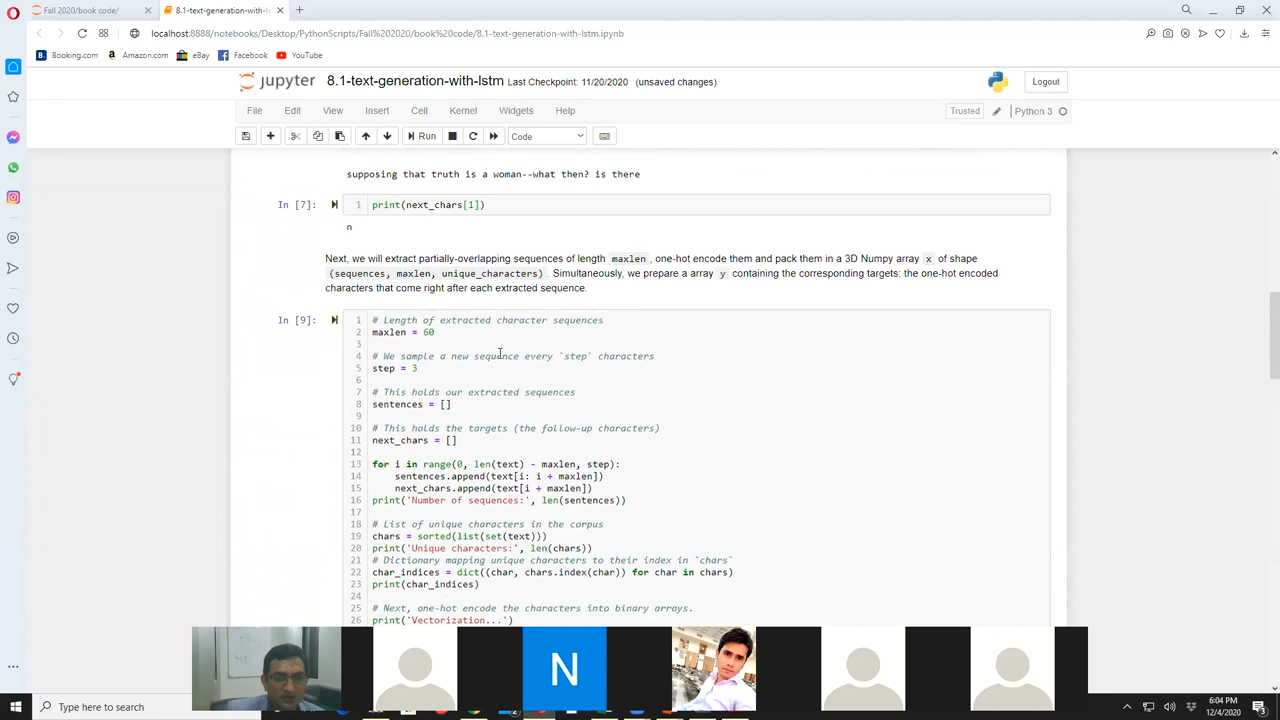 Fall 2020/book code/
8.1-text-generation-with-l
localhost:8888/notebooks/Desktop/PythonScripts/Fall%202020/book%20code/8.1-text-generation-with-lstm.ipynb
Booking.com
Amazon.com
eBay
Facebook
YouTube
jupyter 8.1-text-generation-with-lstm Last Checkpoint: 11/20/2020 (unsaved changes)
Logout
File Edit View Insert Cell Kernel Widgets Help
Trusted
Python 3
Run
Code
supposing that truth is a woman--what then? is there
In [7]:
1 print(next_chars[1])
n
Next, we will extract partially-overlapping sequences of length maxlen , one-hot encode them and pack them in a 3D Numpy array x of shape
(sequences, maxlen, unique_characters) . Simultaneously, we prepare a array y containing the corresponding targets: the one-hot encoded
characters that come right after each extracted sequence.
In [9]:
1 # Length of extracted character sequences
2 maxlen = 60
3
4 # We sample a new sequence every `step` characters
5 step = 3
6
7 # This holds our extracted sequences
8 sentences = []
9
10 # This holds the targets (the follow-up characters)
11 next_chars = []
12
13 for i in range(0, len(text) - maxlen, step):
14 sentences.append(text[i: i + maxlen])
15 next_chars.append(text[i + maxlen])
16 print('Number of sequences:', len(sentences))
17
18 # List of unique characters in the corpus
19 chars = sorted(list(set(text)))
20 print('Unique characters:', len(chars))
21 # Dictionary mapping unique characters to their index in `chars`
22 char_indices = dict((char, chars.index(char)) for char in chars)
23 print(char_indices)
24
25 # Next, one-hot encode the characters into binary arrays.
26 print('Vectorization...')
N
Type here to search
6:04 PM
12/4/2020